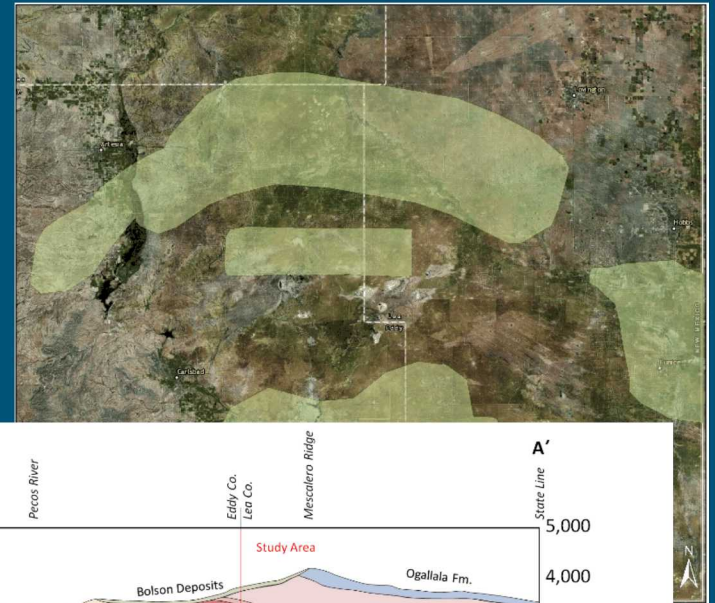 Lovington
Artesia
Hobbs
Eunice
Carlsbad
Pecos River
Eddy Co.
Lea Co.
Mescalero Ridge
A′
State Line
5,000
Study Area
Bolson Deposits
Ogallala Fm.
4,000
N